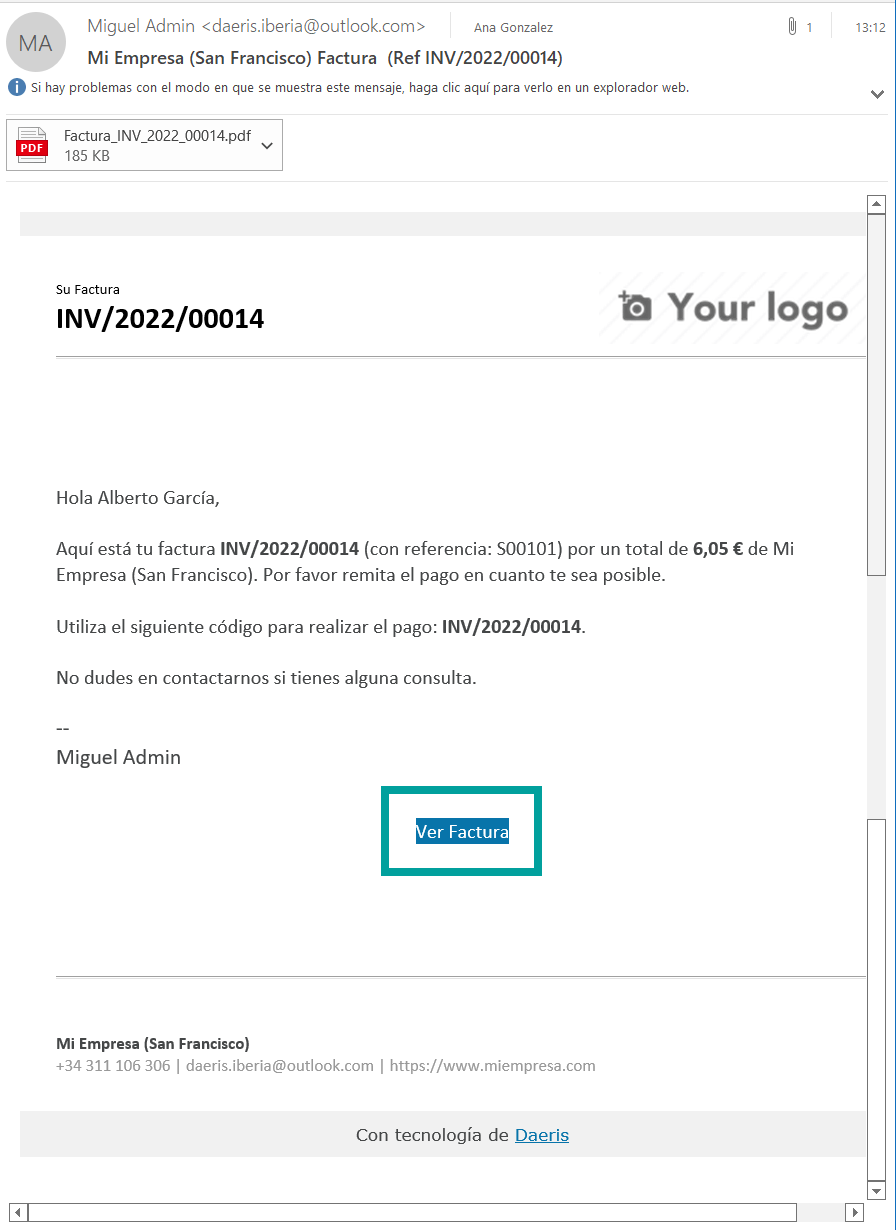 MA
Miguel Admin <daeris.iberia@outlook.com>
Ana Gonzalez
1
13:12
Mi Empresa (San Francisco) Factura (Ref INV/2022/00014)
i Si hay problemas con el modo en que se muestra este mensaje, haga clic aquí para verlo en un explorador web.
PDF
Factura_INV_2022_00014.pdf
185 KB
Su Factura
INV/2022/00014
Your logo
Hola Alberto García,
Aquí está tu factura INV/2022/00014 (con referencia: S00101) por un total de 6,05 € de Mi
Empresa (San Francisco). Por favor remita el pago en cuanto te sea posible.
Utiliza el siguiente código para realizar el pago: INV/2022/00014.
No dudes en contactarnos si tienes alguna consulta.
--
Miguel Admin
Ver Factura
Mi Empresa (San Francisco)
+34 311 106 306 | daeris.iberia@outlook.com | https://www.miempresa.com
Con tecnología de Daeris